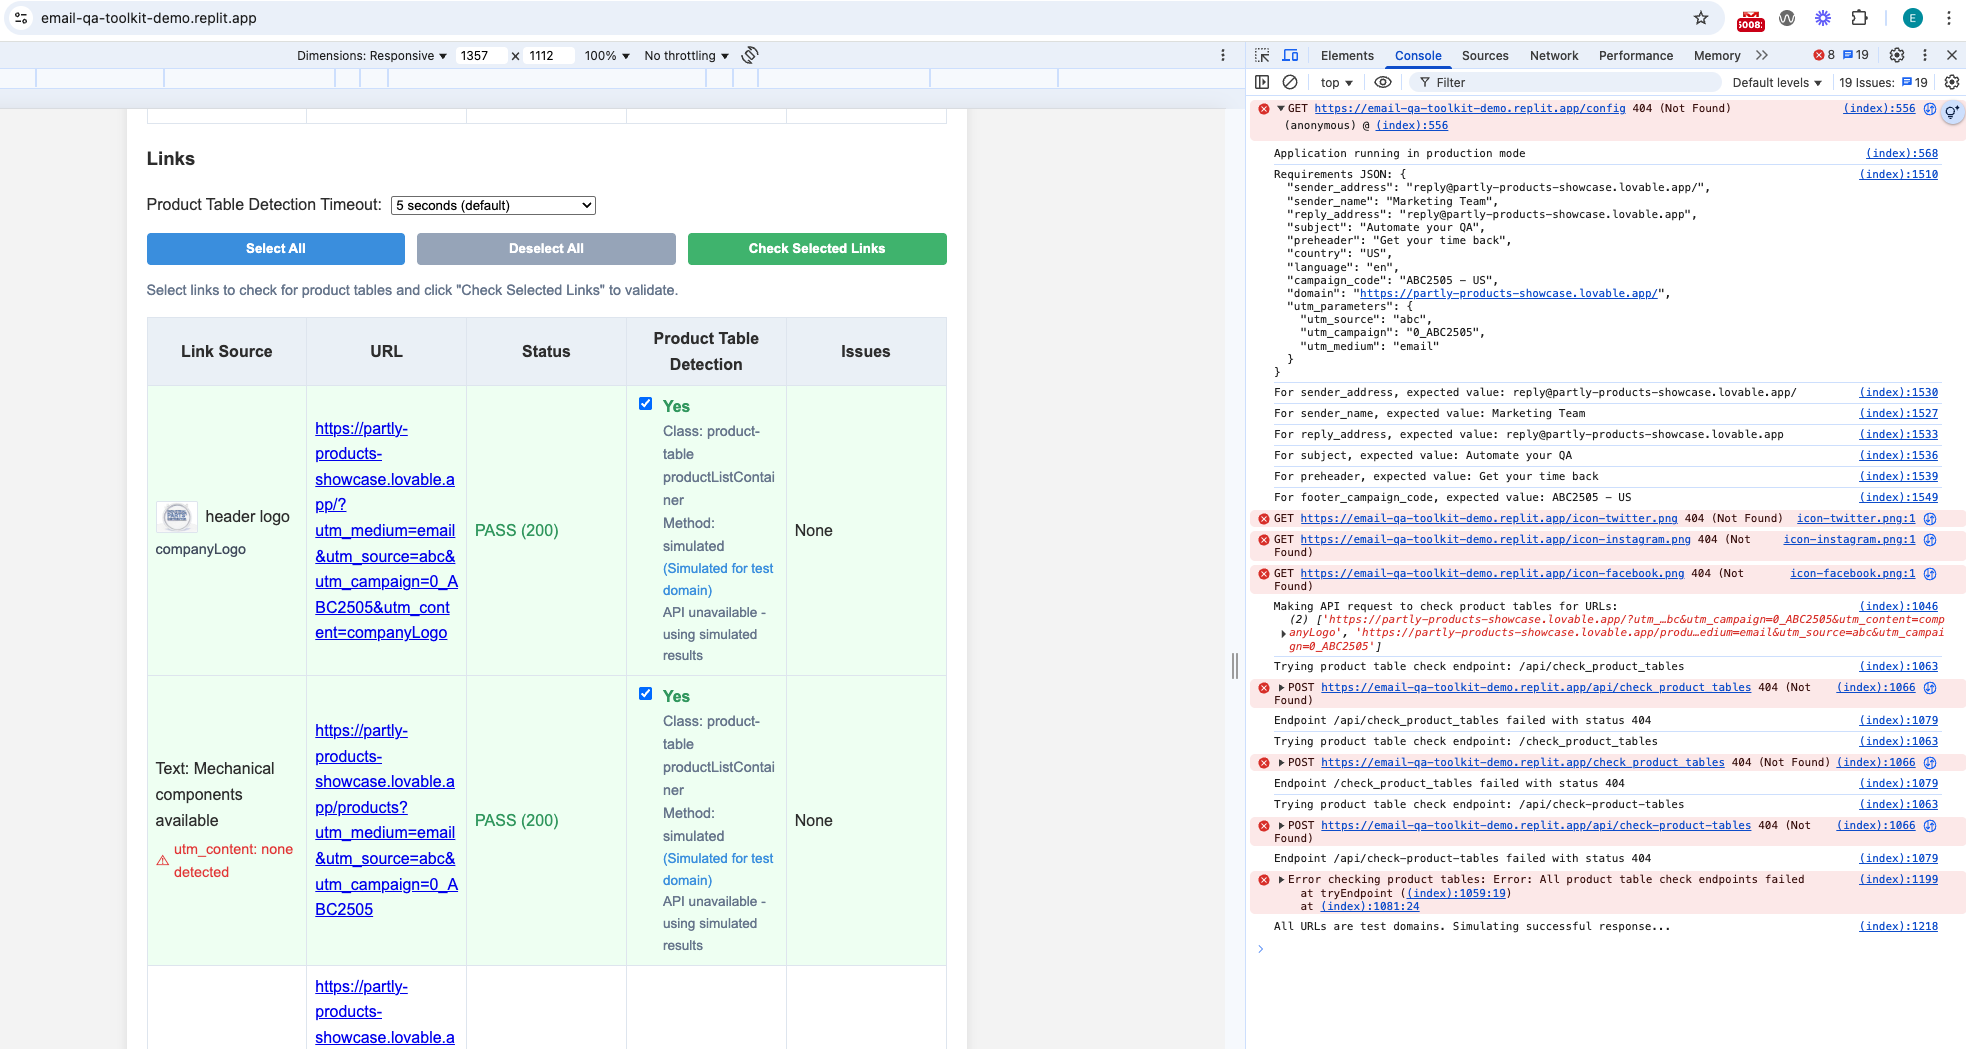 email-qa-toolkit-demo.replit.app
E
Dimensions: Responsive 1357 x 1112 100% No throttling
Elements Console Sources Network Performance Memory 8 19
top Filter Default levels 19 Issues: 19
Links
Product Table Detection Timeout: 5 seconds (default)
Select All Deselect All Check Selected Links
Select links to check for product tables and click "Check Selected Links" to validate.
Link Source URL Status Product Table Detection Issues
header logo
companyLogo
https://partly-
products-
showcase.lovable.a
pp/?
utm_medium=email
&utm_source=abc&
utm_campaign=0_A
BC2505&utm_cont
ent=companyLogo
PASS (200)
Yes
Class: product-
table
productListContai
ner
Method:
simulated
(Simulated for test
domain)
API unavailable -
using simulated
results
None
Text: Mechanical
components
available
utm_content: none
detected
https://partly-
products-
showcase.lovable.a
pp/products?
utm_medium=email
&utm_source=abc&
utm_campaign=0_A
BC2505
PASS (200)
Yes
Class: product-
table
productListContai
ner
Method:
simulated
(Simulated for test
domain)
API unavailable -
using simulated
results
None
https://partly-
products-
showcase.lovable.a
GET https://email-qa-toolkit-demo.replit.app/config 404 (Not Found) (index):556
(anonymous) @ (index):556
Application running in production mode (index):568
Requirements JSON: { (index):1510
"sender_address": "reply@partly-products-showcase.lovable.app/",
"sender_name": "Marketing Team",
"reply_address": "reply@partly-products-showcase.lovable.app",
"subject": "Automate your QA",
"preheader": "Get your time back",
"country": "US",
"language": "en",
"campaign_code": "ABC2505 - US",
"domain": "https://partly-products-showcase.lovable.app/",
"utm_parameters": {
"utm_source": "abc",
"utm_campaign": "0_ABC2505",
"utm_medium": "email"
}
}
For sender_address, expected value: reply@partly-products-showcase.lovable.app/ (index):1530
For sender_name, expected value: Marketing Team (index):1527
For reply_address, expected value: reply@partly-products-showcase.lovable.app (index):1533
For subject, expected value: Automate your QA (index):1536
For preheader, expected value: Get your time back (index):1539
For footer_campaign_code, expected value: ABC2505 - US (index):1549
GET https://email-qa-toolkit-demo.replit.app/icon-twitter.png 404 (Not Found) icon-twitter.png:1
GET https://email-qa-toolkit-demo.replit.app/icon-instagram.png 404 (Not icon-instagram.png:1
Found)
GET https://email-qa-toolkit-demo.replit.app/icon-facebook.png 404 (Not icon-facebook.png:1
Found)
Making API request to check product tables for URLs: (index):1046
(2) ['https://partly-products-showcase.lovable.app/?utm_…bc&utm_campaign=0_ABC2505&utm_content=comp
anyLogo', 'https://partly-products-showcase.lovable.app/produ…edium=email&utm_source=abc&utm_campai
gn=0_ABC2505']
Trying product table check endpoint: /api/check_product_tables (index):1063
POST https://email-qa-toolkit-demo.replit.app/api/check_product_tables 404 (Not (index):1066
Found)
Endpoint /api/check_product_tables failed with status 404 (index):1079
Trying product table check endpoint: /check_product_tables (index):1063
POST https://email-qa-toolkit-demo.replit.app/check_product_tables 404 (Not Found) (index):1066
Endpoint /check_product_tables failed with status 404 (index):1079
Trying product table check endpoint: /api/check-product-tables (index):1063
POST https://email-qa-toolkit-demo.replit.app/api/check-product-tables 404 (Not (index):1066
Found)
Endpoint /api/check-product-tables failed with status 404 (index):1079
Error checking product tables: Error: All product table check endpoints failed (index):1199
at tryEndpoint ((index):1059:19)
at (index):1081:24
All URLs are test domains. Simulating successful response... (index):1218